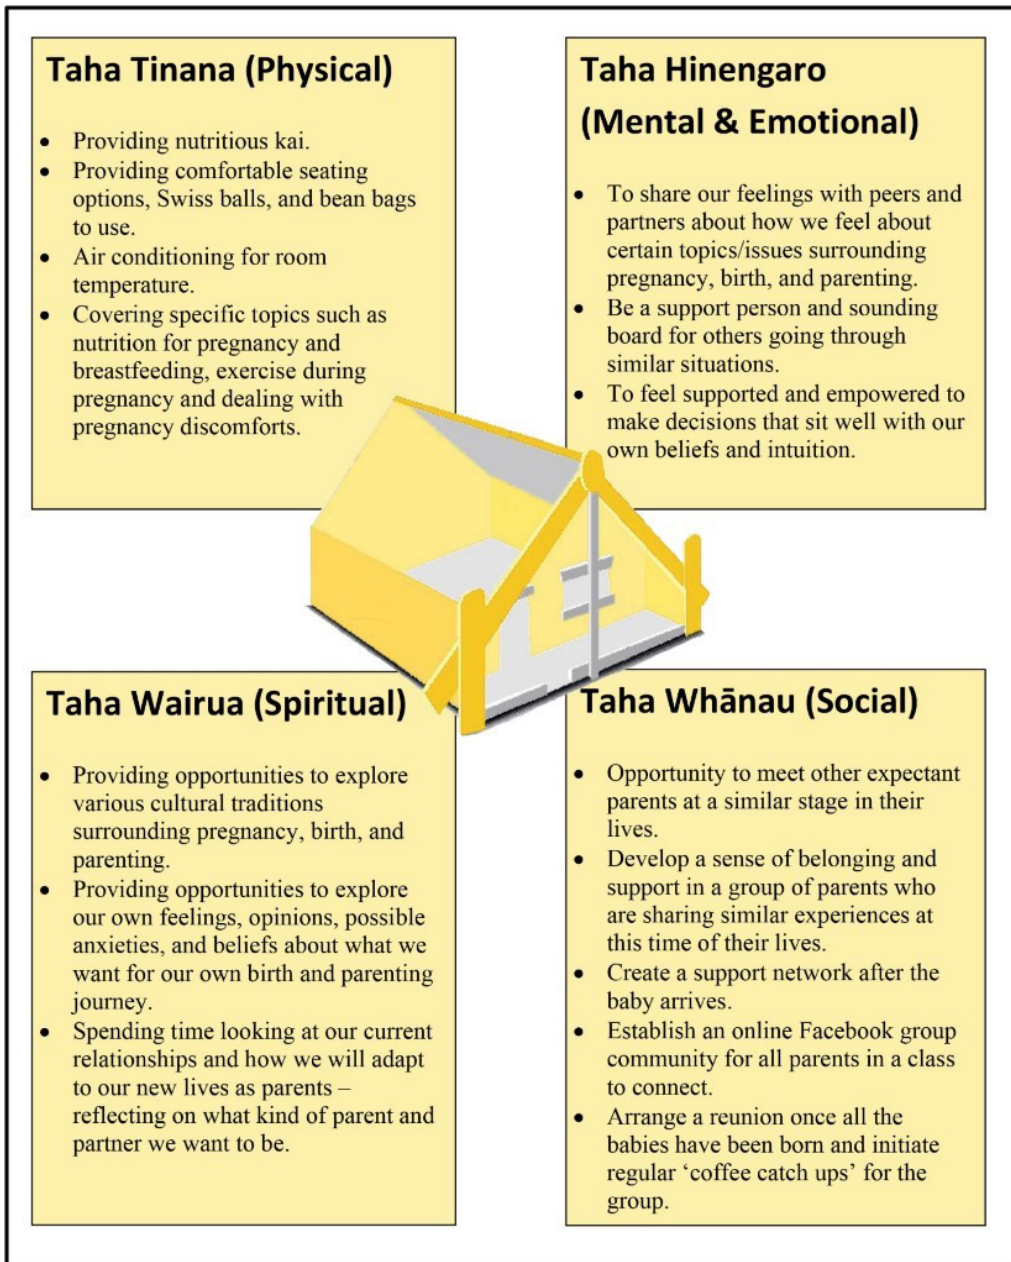 Taha Tinana (Physical)
• Providing nutritious kai.
• Providing comfortable seating
options, Swiss balls, and bean bags
to use.
• Air conditioning for room
temperature.
• Covering specific topics such as
nutrition for pregnancy and
breastfeeding, exercise during
pregnancy and dealing with
pregnancy discomforts.
Taha Hinengaro
(Mental & Emotional)
• To share our feelings with peers and
partners about how we feel about
certain topics/issues surrounding
pregnancy, birth, and parenting.
• Be a support person and sounding
board for others going through
similar situations.
• To feel supported and empowered to
make decisions that sit well with our
own beliefs and intuition.
Taha Wairua (Spiritual)
• Providing opportunities to explore
various cultural traditions
surrounding pregnancy, birth, and
parenting.
• Providing opportunities to explore
our own feelings, opinions, possible
anxieties, and beliefs about what we
want for our own birth and parenting
journey.
• Spending time looking at our current
relationships and how we will adapt
to our new lives as parents –
reflecting on what kind of parent and
partner we want to be.
Taha Whānau (Social)
• Opportunity to meet other expectant
parents at a similar stage in their
lives.
• Develop a sense of belonging and
support in a group of parents who
are sharing similar experiences at
this time of their lives.
• Create a support network after the
baby arrives.
• Establish an online Facebook group
community for all parents in a class
to connect.
• Arrange a reunion once all the
babies have been born and initiate
regular ‘coffee catch ups’ for the
group.